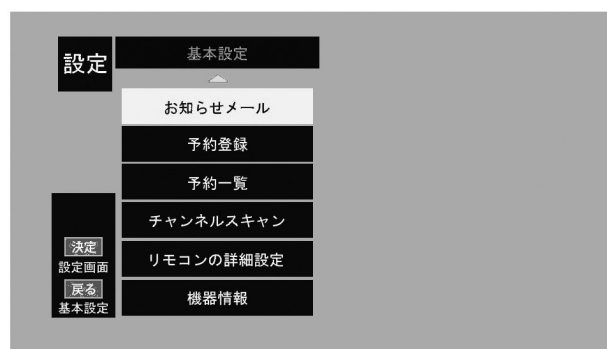 設定
基本設定
お知らせメール
予約登録
予約一覧
チャンネルスキャン
リモコンの詳細設定
機器情報
決定
設定画面
戻る
基本設定